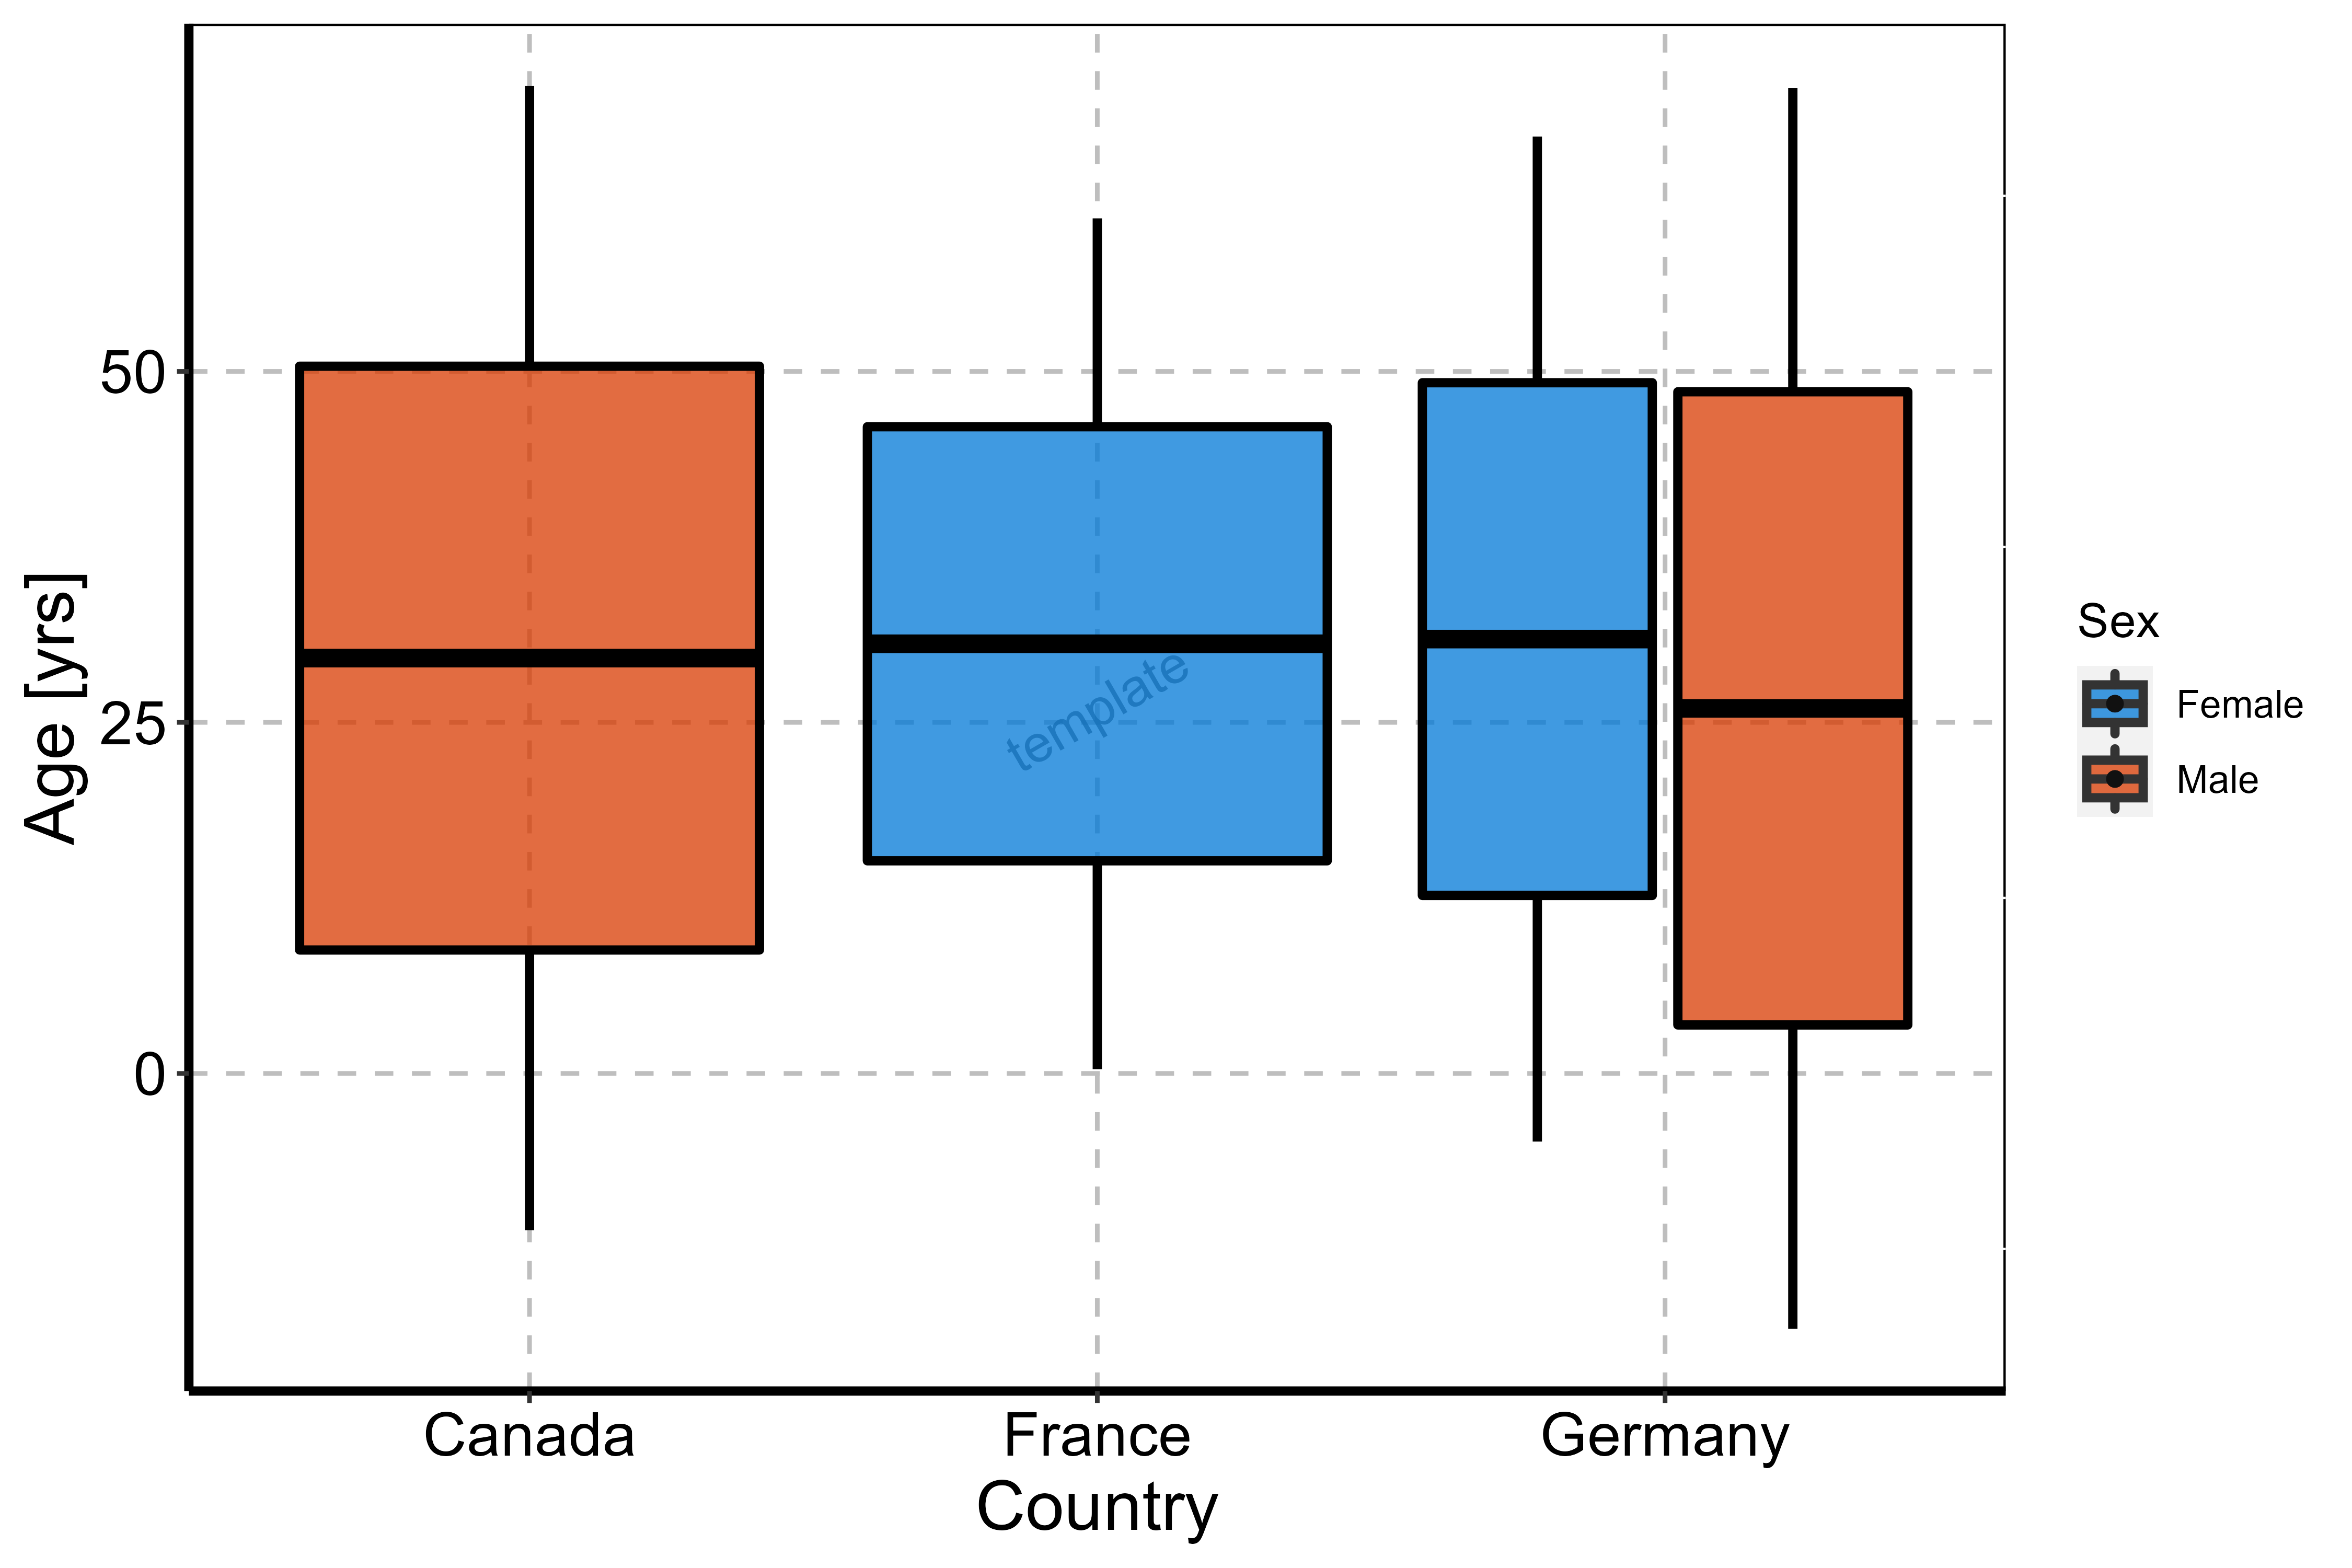 50
25
0
Age [yrs]
template
Canada
France
Germany
Country
Sex
Female
Male